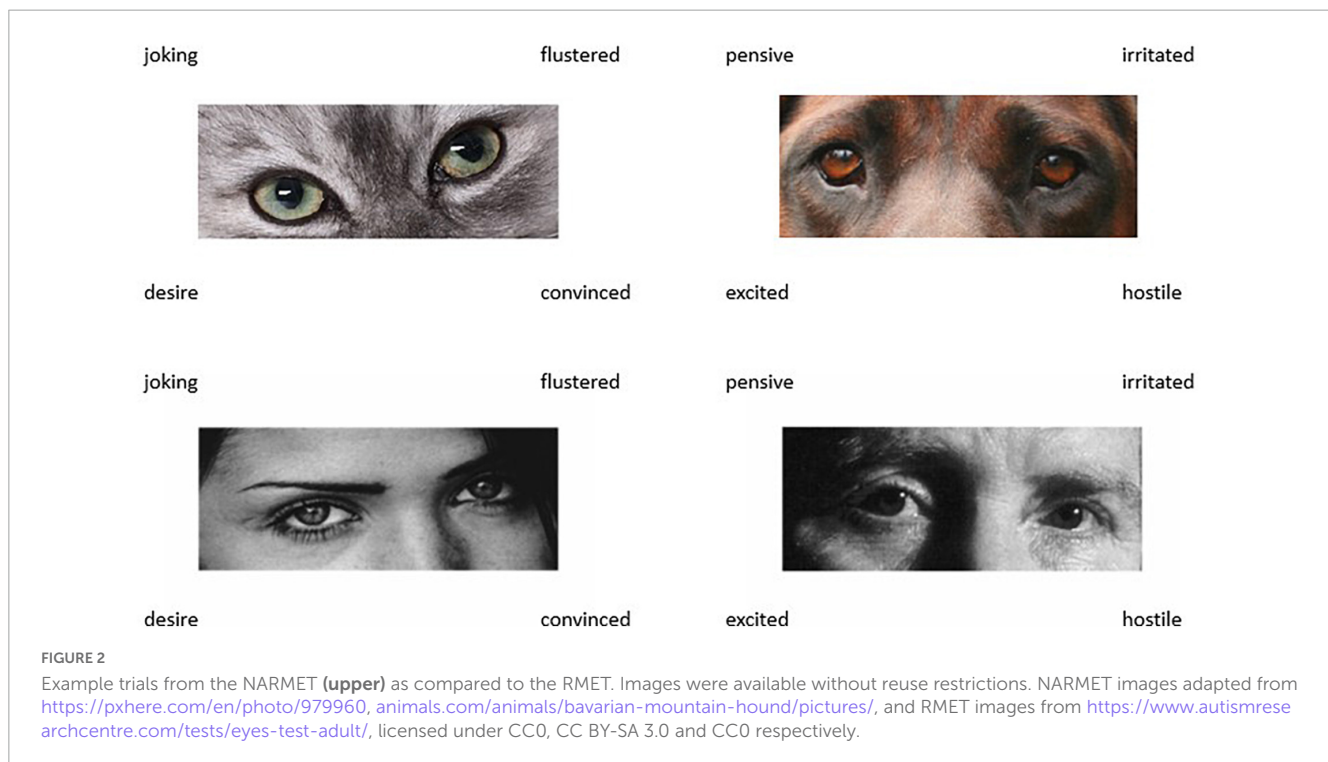 joking flustered pensive irritated
desire convinced excited hostile
joking flustered pensive irritated
desire convinced excited hostile
FIGURE 2
Example trials from the NARMET (upper) as compared to the RMET. Images were available without reuse restrictions. NARMET images adapted from
https://pxhere.com/en/photo/979960, animals.com/animals/bavarian-mountain-hound/pictures/, and RMET images from https://www.autismrese
archcentre.com/tests/eyes-test-adult/, licensed under CC0, CC BY-SA 3.0 and CC0 respectively.